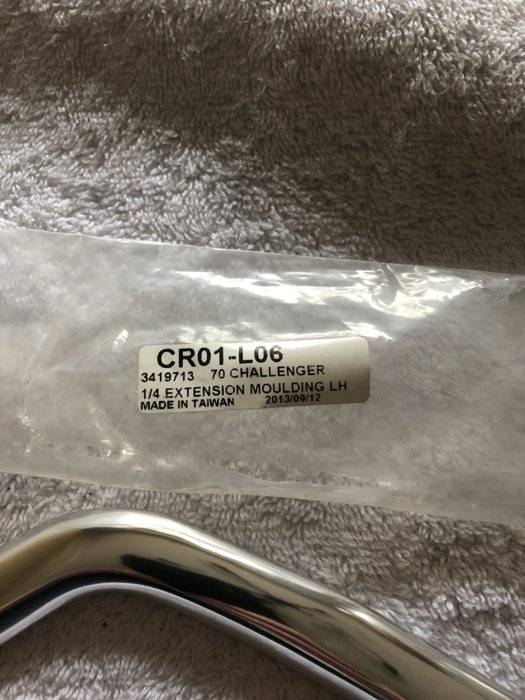 CR01-L06
3419713 70 CHALLENGER
1/4 EXTENSION MOULDING LH
MADE IN TAIWAN 2013/09/12